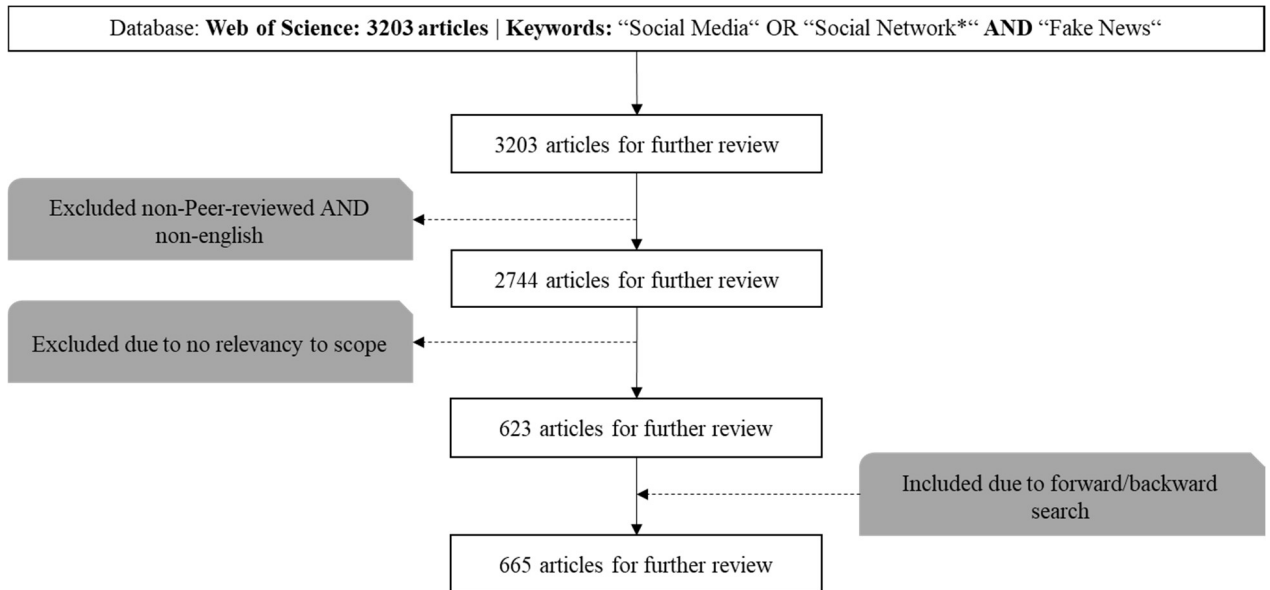 Database: Web of Science: 3203 articles | Keywords: “Social Media“ OR “Social Network*“ AND “Fake News“
3203 articles for further review
Excluded non-Peer-reviewed AND
non-english
2744 articles for further review
Excluded due to no relevancy to scope
623 articles for further review
Included due to forward/backward
search
665 articles for further review